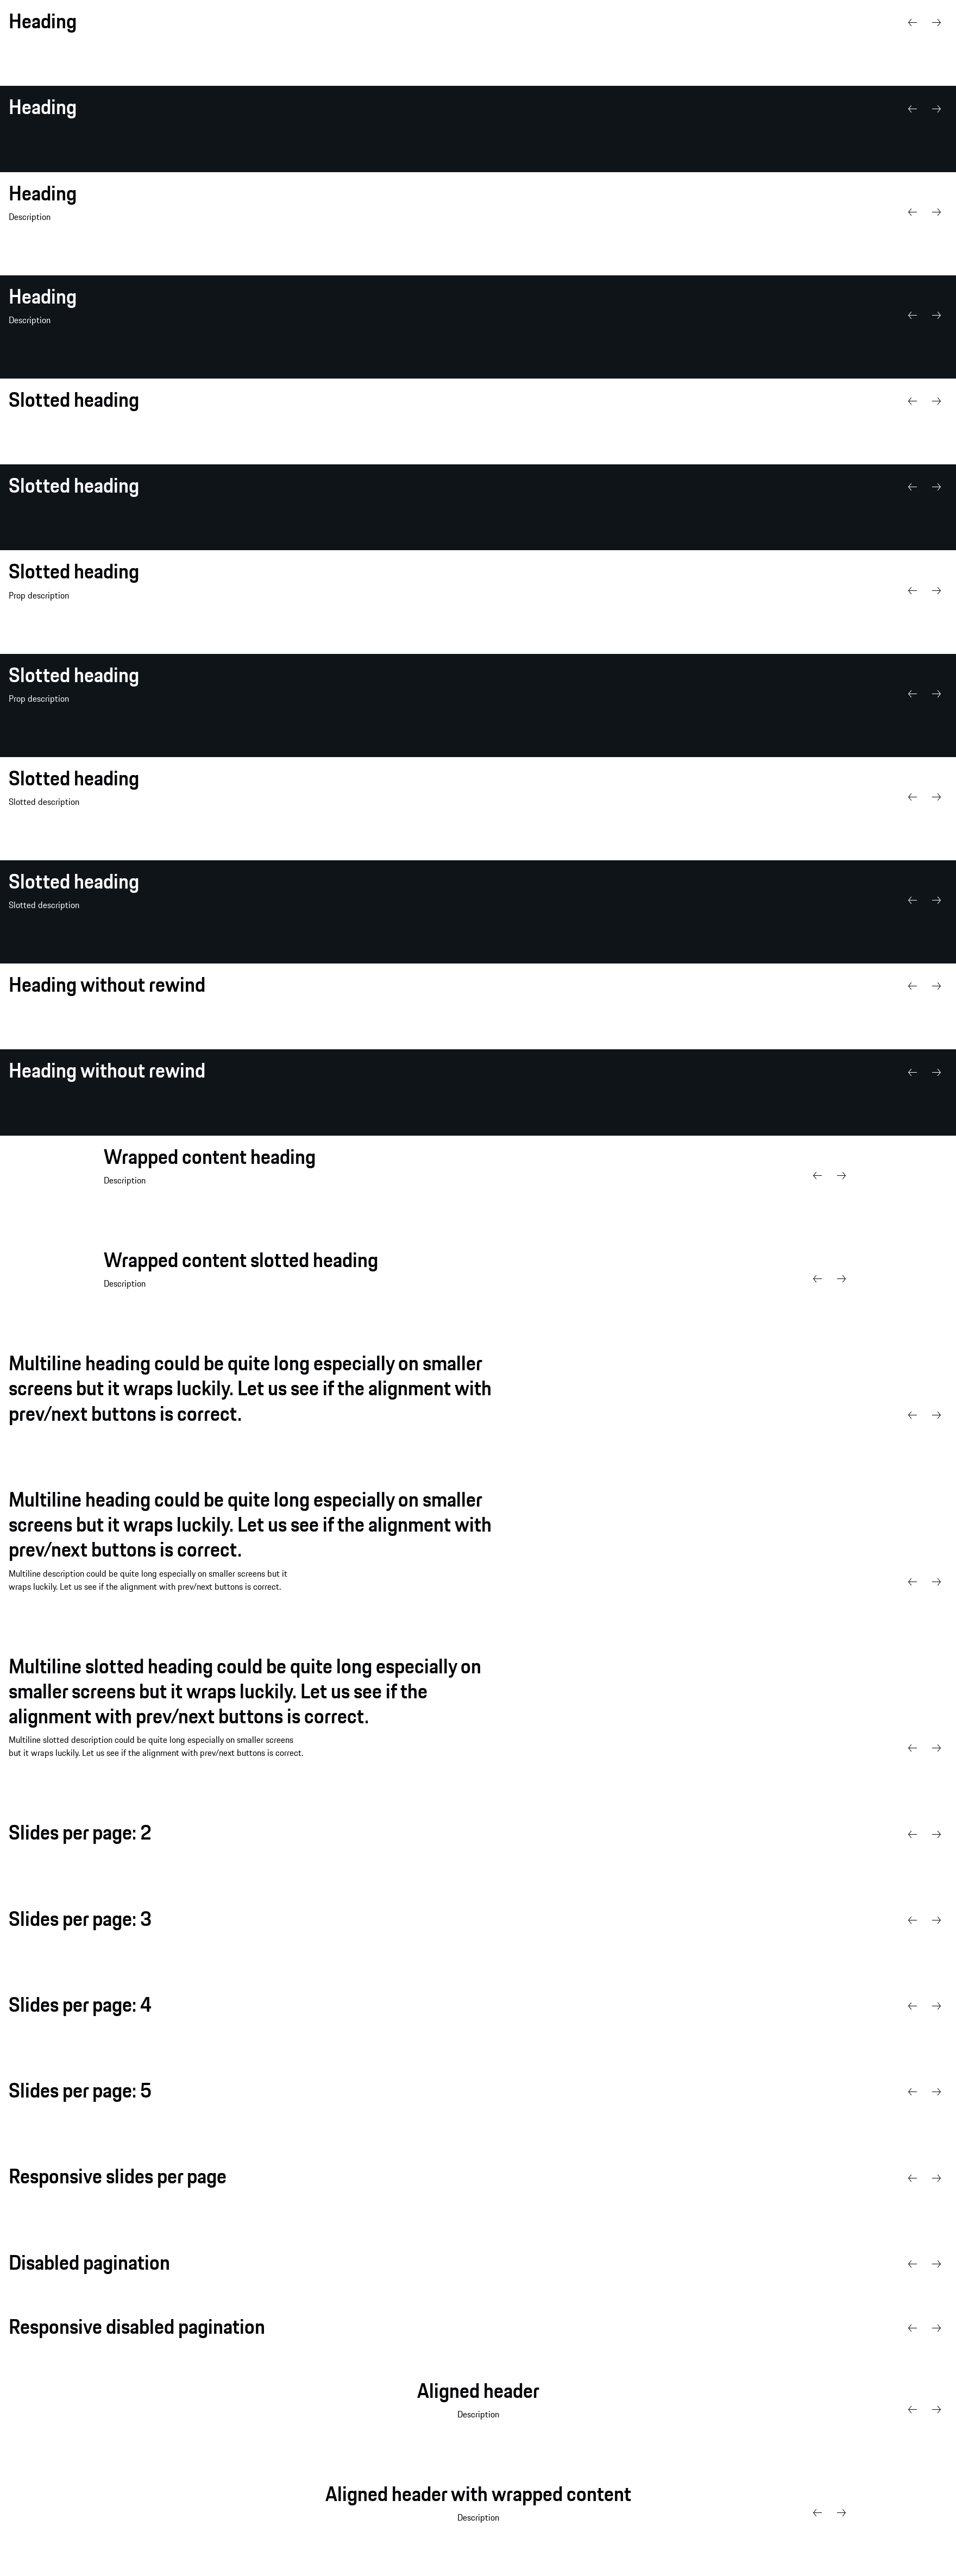 Heading
Heading
Heading
Description
Heading
Description
Slotted heading
Slotted heading
Slotted heading
Prop description
Slotted heading
Prop description
Slotted heading
Slotted description
Slotted heading
Slotted description
Heading without rewind
Heading without rewind
Wrapped content heading
Description
Wrapped content slotted heading
Description
Multiline heading could be quite long especially on smaller
screens but it wraps luckily. Let us see if the alignment with
prev/next buttons is correct.
Multiline heading could be quite long especially on smaller
screens but it wraps luckily. Let us see if the alignment with
prev/next buttons is correct.
Multiline description could be quite long especially on smaller screens but it
wraps luckily. Let us see if the alignment with prev/next buttons is correct.
Multiline slotted heading could be quite long especially on
smaller screens but it wraps luckily. Let us see if the
alignment with prev/next buttons is correct.
Multiline slotted description could be quite long especially on smaller screens
but it wraps luckily. Let us see if the alignment with prev/next buttons is correct.
Slides per page: 2
Slides per page: 3
Slides per page: 4
Slides per page: 5
Responsive slides per page
Disabled pagination
Responsive disabled pagination
Aligned header
Description
Aligned header with wrapped content
Description